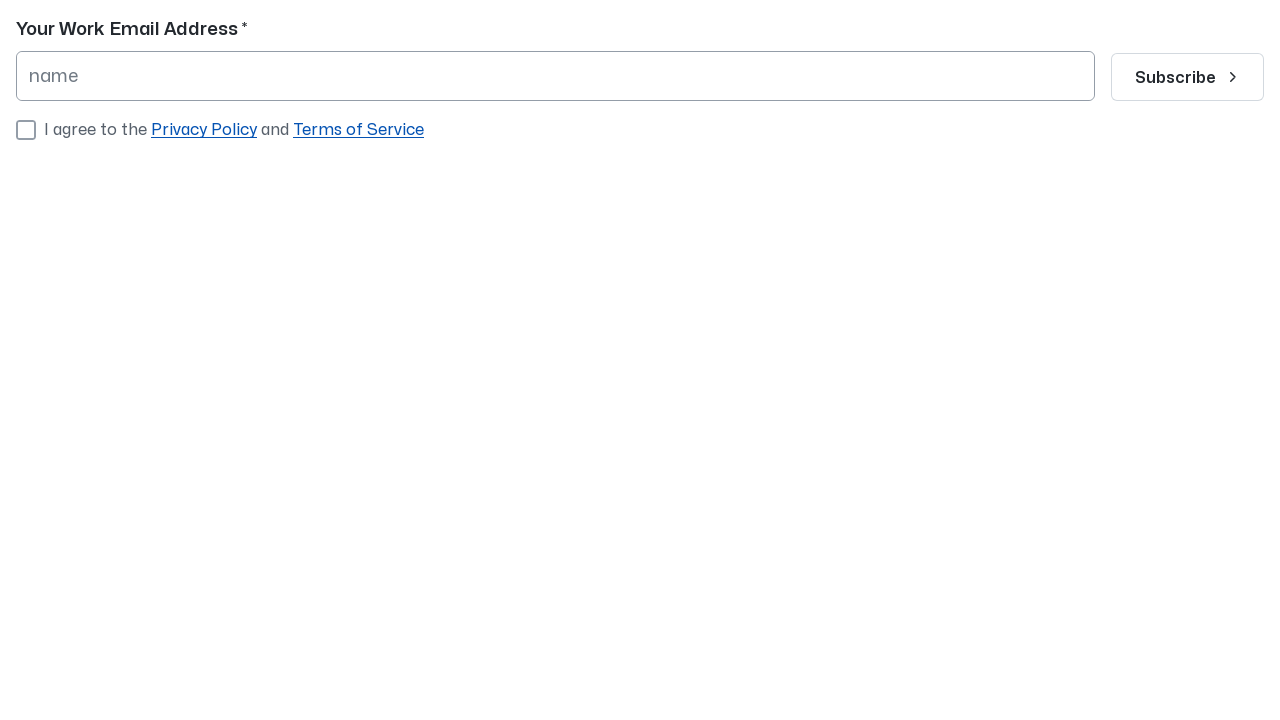 Your Work Email Address *
name
Subscribe
I agree to the Privacy Policy and Terms of Service